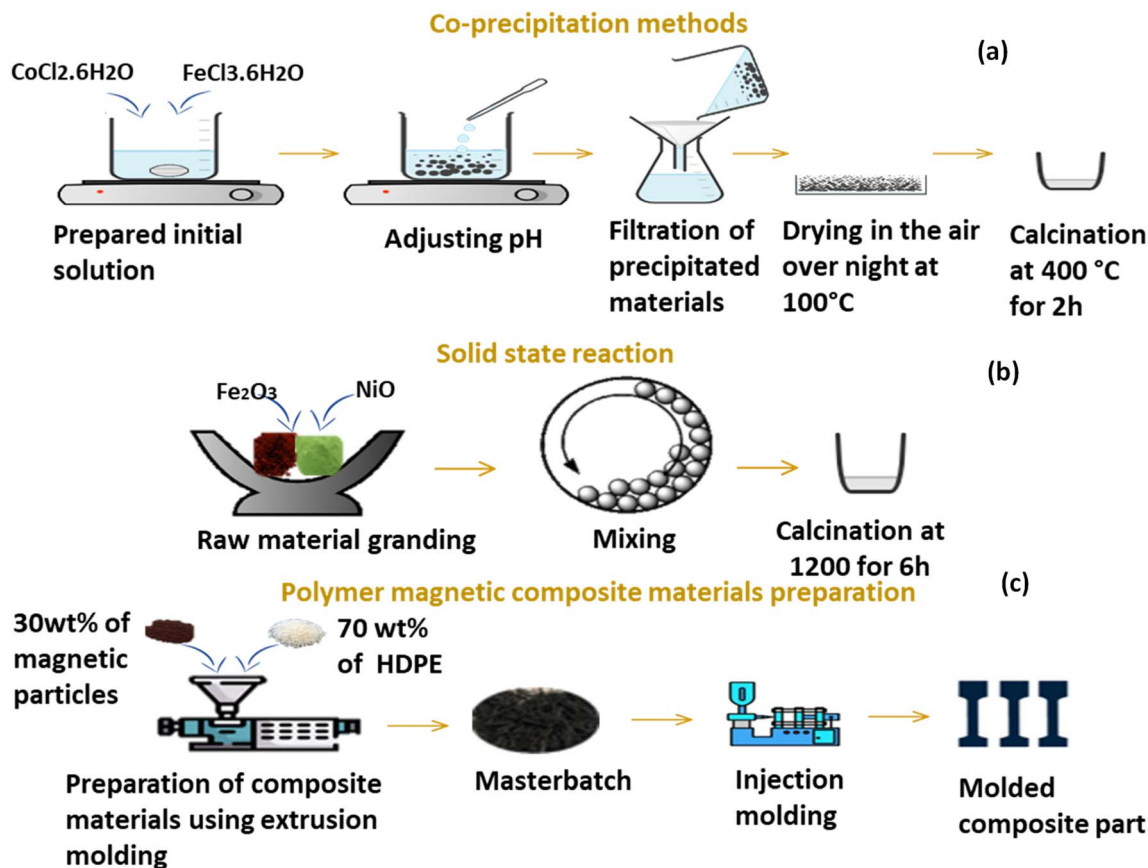 Co-precipitation methods
(a)
CoCl2.6H2O
FeCl3.6H2O
Prepared initial
solution
Adjusting pH
Filtration of
precipitated
materials
Drying in the air
over night at
100°C
Calcination
at 400 °C
for 2h
Solid state reaction
(b)
Fe2O3
NiO
Raw material granding
Mixing
Calcination at
1200 for 6h
Polymer magnetic composite materials preparation
(c)
30wt% of
magnetic
particles
70 wt%
of HDPE
Preparation of composite
materials using extrusion
molding
Masterbatch
Injection
molding
Molded
composite part